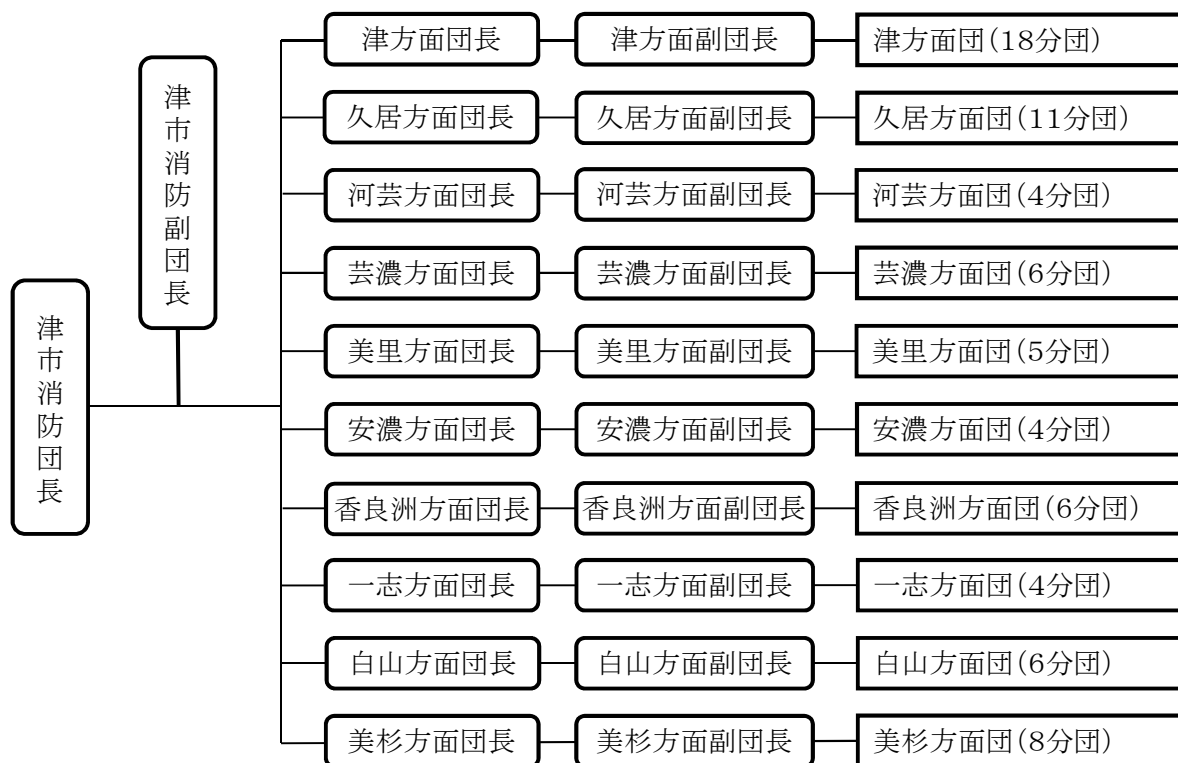 津市消防団長
津市消防副団長
津方面団長
津方面副団長
津方面団(18分団)
久居方面団長
久居方面副団長
久居方面団(11分団)
河芸方面団長
河芸方面副団長
河芸方面団(4分団)
芸濃方面団長
芸濃方面副団長
芸濃方面団(6分団)
美里方面団長
美里方面副団長
美里方面団(5分団)
安濃方面団長
安濃方面副団長
安濃方面団(4分団)
香良洲方面団長
香良洲方面副団長
香良洲方面団(6分団)
一志方面団長
一志方面副団長
一志方面団(4分団)
白山方面団長
白山方面副団長
白山方面団(6分団)
美杉方面団長
美杉方面副団長
美杉方面団(8分団)